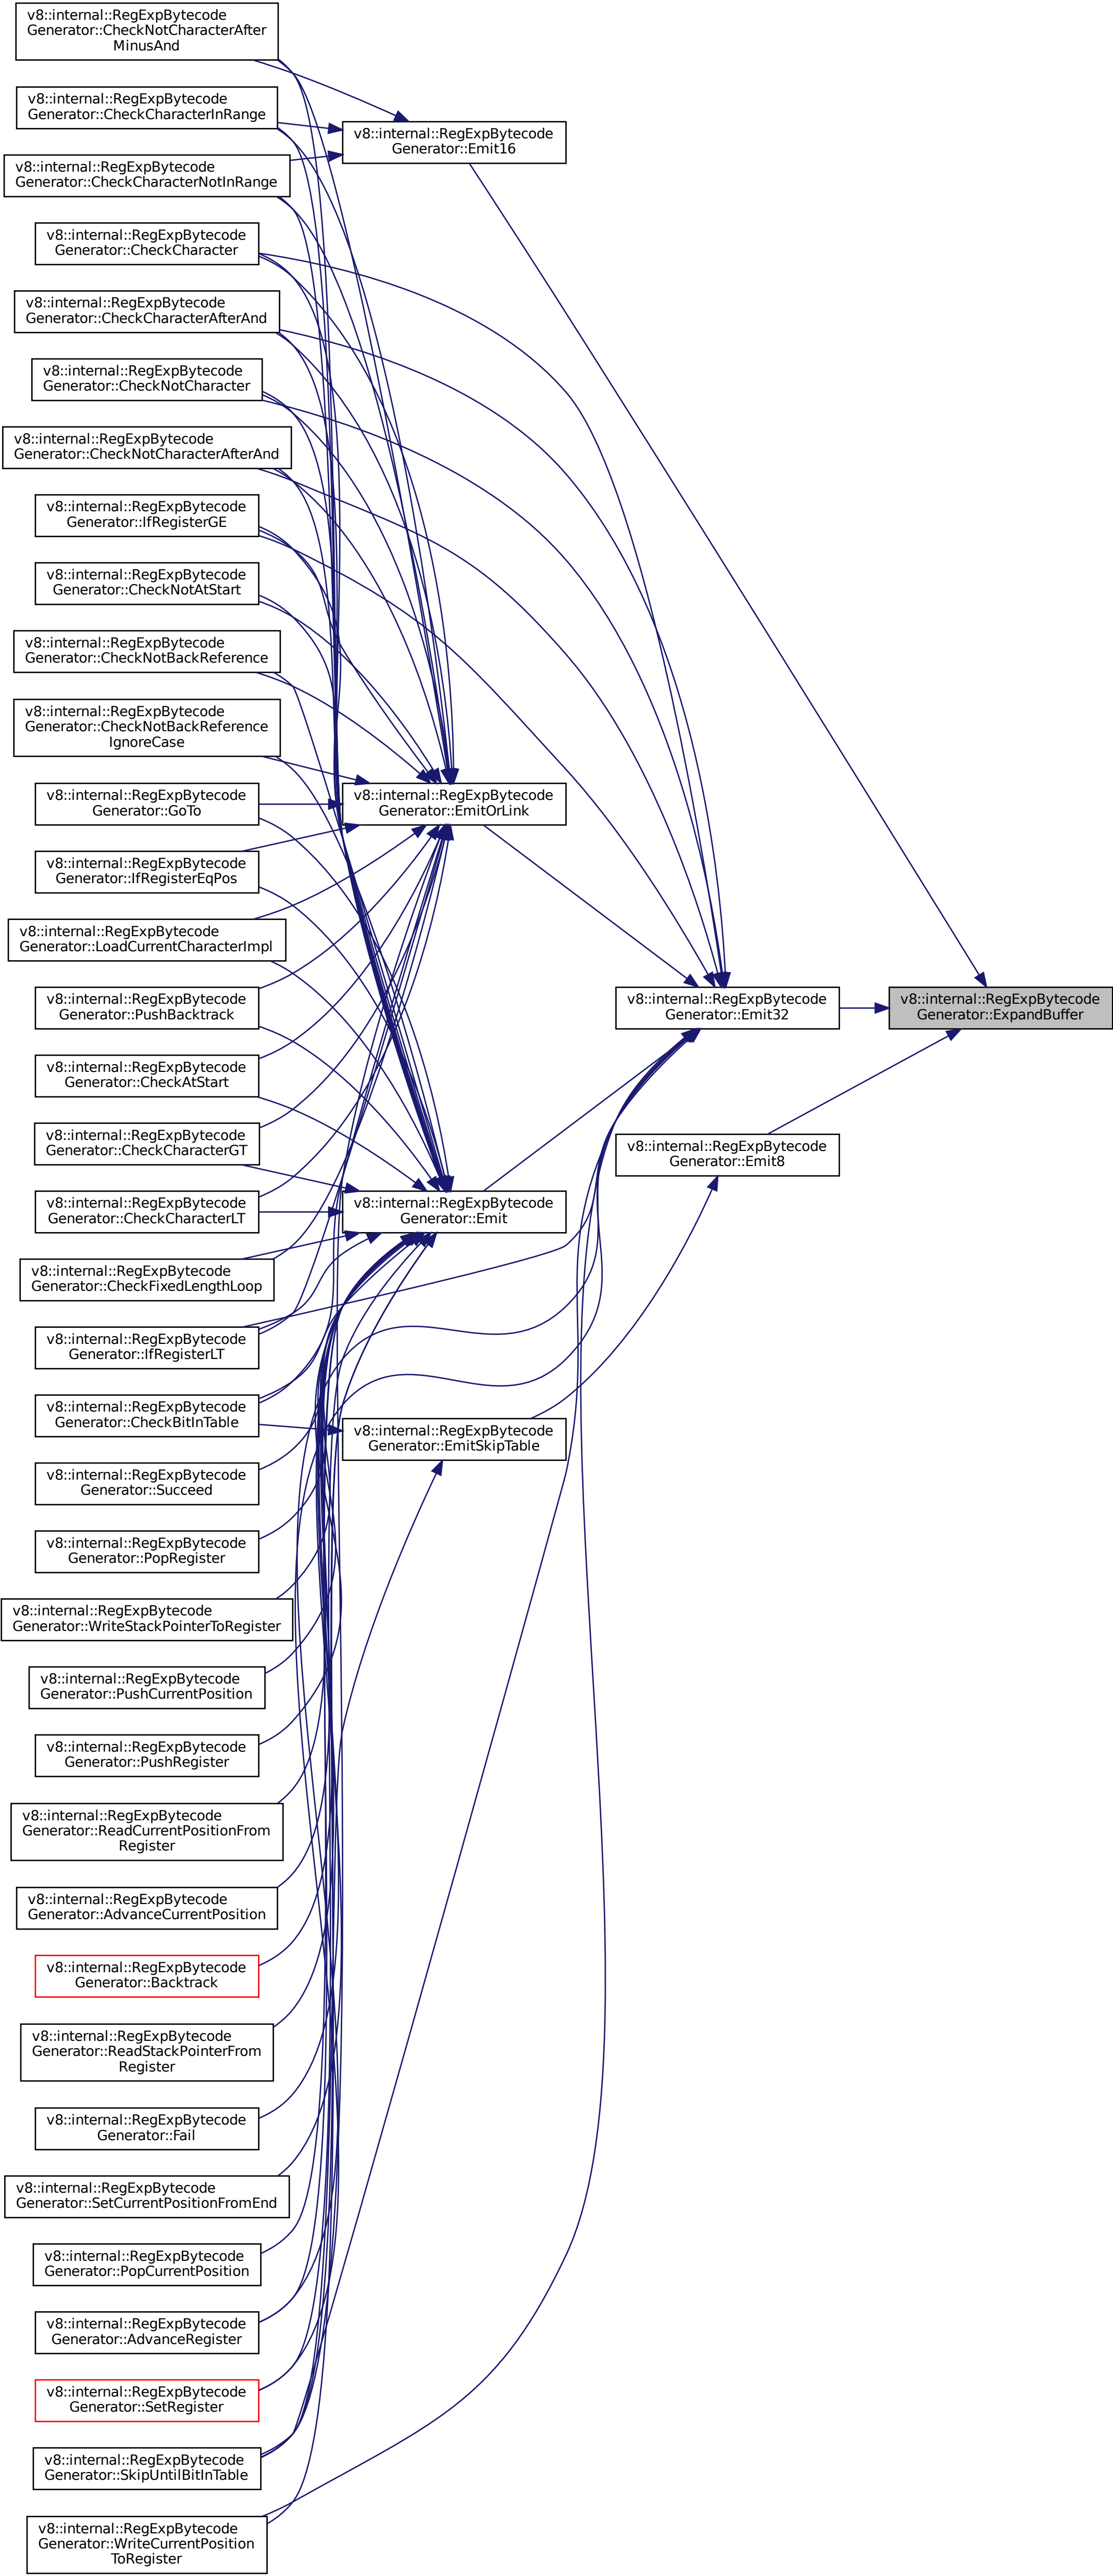 v8::internal::RegExpBytecode
Generator::CheckNotCharacterAfter
MinusAnd
v8::internal::RegExpBytecode
Generator::CheckCharacterInRange
v8::internal::RegExpBytecode
Generator::Emit16
v8::internal::RegExpBytecode
Generator::CheckCharacterNotInRange
v8::internal::RegExpBytecode
Generator::CheckCharacter
v8::internal::RegExpBytecode
Generator::CheckCharacterAfterAnd
v8::internal::RegExpBytecode
Generator::CheckNotCharacter
v8::internal::RegExpBytecode
Generator::CheckNotCharacterAfterAnd
v8::internal::RegExpBytecode
Generator::IfRegisterGE
v8::internal::RegExpBytecode
Generator::CheckNotAtStart
v8::internal::RegExpBytecode
Generator::CheckNotBackReference
v8::internal::RegExpBytecode
Generator::CheckNotBackReference
IgnoreCase
v8::internal::RegExpBytecode
Generator::GoTo
v8::internal::RegExpBytecode
Generator::EmitOrLink
v8::internal::RegExpBytecode
Generator::IfRegisterEqPos
v8::internal::RegExpBytecode
Generator::LoadCurrentCharacterImpl
v8::internal::RegExpBytecode
Generator::PushBacktrack
v8::internal::RegExpBytecode
Generator::Emit32
v8::internal::RegExpBytecode
Generator::ExpandBuffer
v8::internal::RegExpBytecode
Generator::CheckAtStart
v8::internal::RegExpBytecode
Generator::CheckCharacterGT
v8::internal::RegExpBytecode
Generator::Emit8
v8::internal::RegExpBytecode
Generator::CheckCharacterLT
v8::internal::RegExpBytecode
Generator::Emit
v8::internal::RegExpBytecode
Generator::CheckFixedLengthLoop
v8::internal::RegExpBytecode
Generator::IfRegisterLT
v8::internal::RegExpBytecode
Generator::CheckBitInTable
v8::internal::RegExpBytecode
Generator::EmitSkipTable
v8::internal::RegExpBytecode
Generator::Succeed
v8::internal::RegExpBytecode
Generator::PopRegister
v8::internal::RegExpBytecode
Generator::WriteStackPointerToRegister
v8::internal::RegExpBytecode
Generator::PushCurrentPosition
v8::internal::RegExpBytecode
Generator::PushRegister
v8::internal::RegExpBytecode
Generator::ReadCurrentPositionFrom
Register
v8::internal::RegExpBytecode
Generator::AdvanceCurrentPosition
v8::internal::RegExpBytecode
Generator::Backtrack
v8::internal::RegExpBytecode
Generator::ReadStackPointerFrom
Register
v8::internal::RegExpBytecode
Generator::Fail
v8::internal::RegExpBytecode
Generator::SetCurrentPositionFromEnd
v8::internal::RegExpBytecode
Generator::PopCurrentPosition
v8::internal::RegExpBytecode
Generator::AdvanceRegister
v8::internal::RegExpBytecode
Generator::SetRegister
v8::internal::RegExpBytecode
Generator::SkipUntilBitInTable
v8::internal::RegExpBytecode
Generator::WriteCurrentPosition
ToRegister